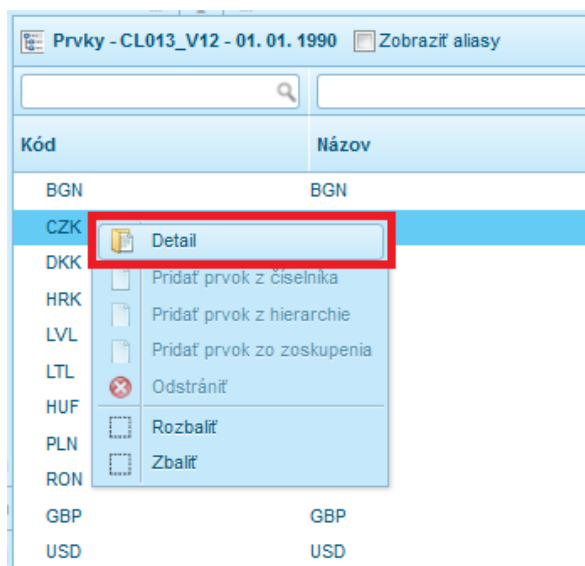 Prvky - CL013_V12 - 01. 01. 1990 Zobraziť aliasy
Kód Názov
BGN BGN
CZK
Detail
DKK
Pridať prvok z číselníka
HRK
Pridať prvok z hierarchie
LVL
Pridať prvok zo zoskupenia
LTL
Odstrániť
HUF
Rozbaliť
PLN
Zbaliť
RON
GBP GBP
USD USD